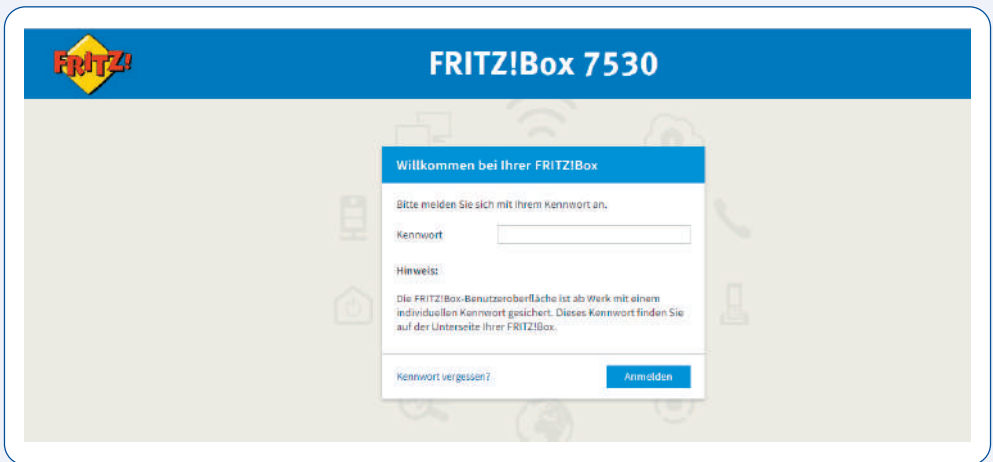 FRITZ!
FRITZ!Box 7530
Willkommen bei Ihrer FRITZ!Box
Bitte melden Sie sich mit Ihrem Kennwort an.
Kennwort
Hinweis:
Die FRITZ!Box-Benutzeroberfläche ist ab Werk mit einem
individuellen Kennwort gesichert. Dieses Kennwort finden Sie
auf der Unterseite Ihrer FRITZ!Box.
Kennwort vergessen?
Anmelden